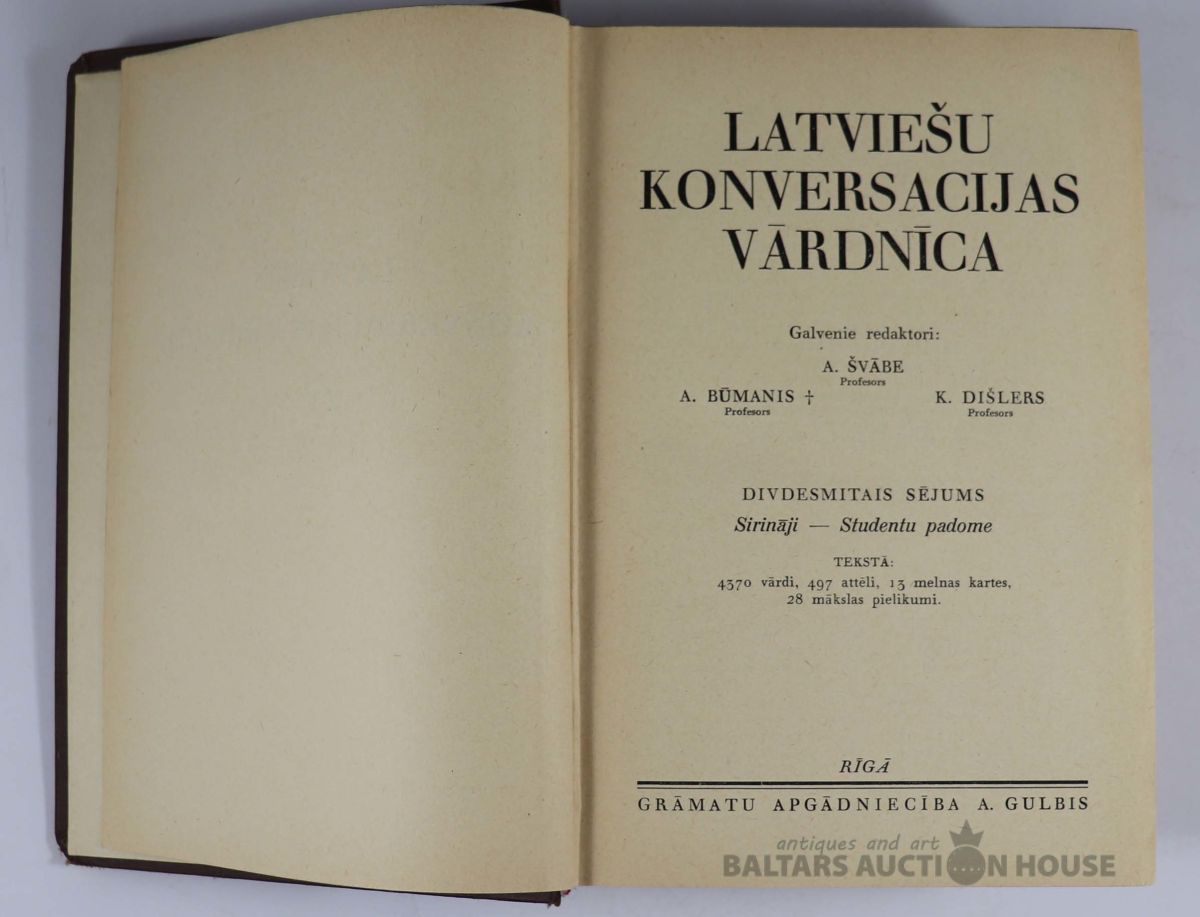 LATVIEŠU
KONVERSACIJAS
VĀRDNĪCA
Galvenie redaktori:
A. ŠVĀBE
Profesors
A. BŪMANIS † K. DIŠLERS
Profesors Profesors
DIVDESMITAIS SĒJUMS
Sirināji — Studentu padome
TEKSTĀ:
4370 vārdi, 497 attēli, 13 melnas kartes,
28 mākslas pielikumi.
RĪGĀ
GRĀMATU APGĀDNIECĪBA A. GULBIS
antiques and art
BALTARS AUCTION HOUSE